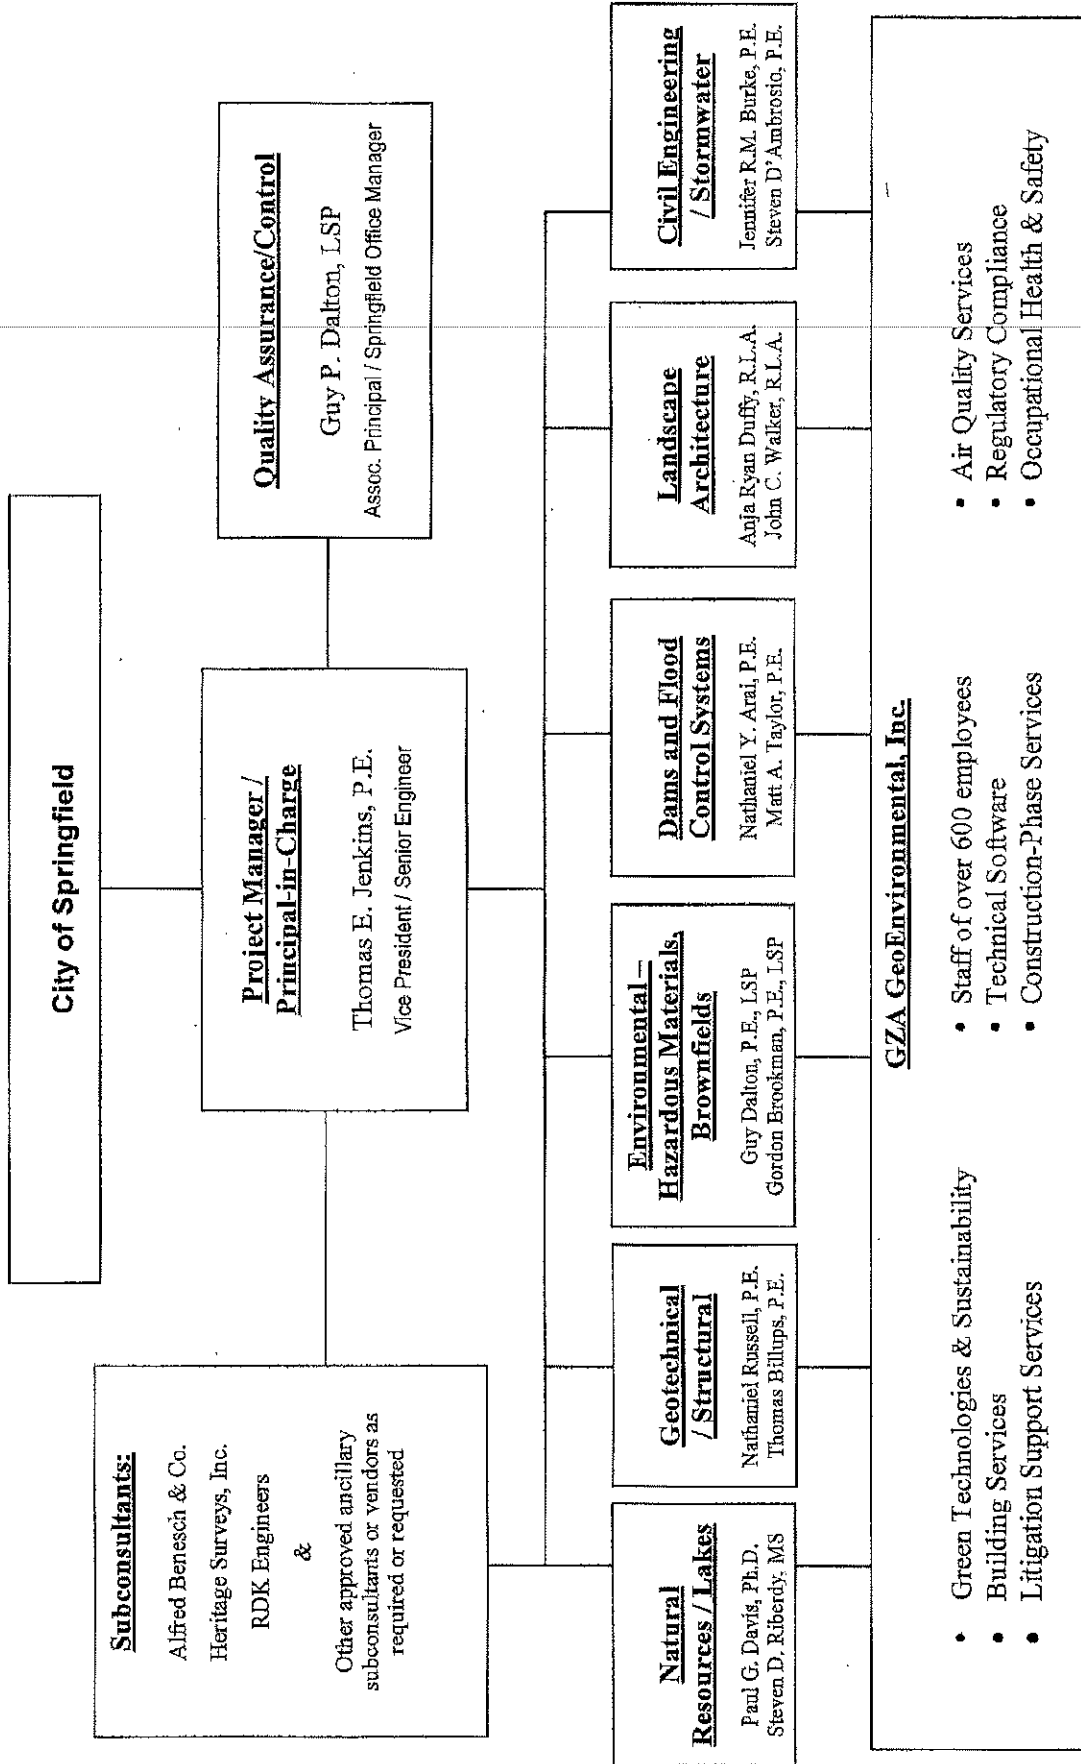 City of Springfield
Subconsultants:
Alfred Benesch & Co.
Heritage Surveys, Inc.
RDK Engineers
&
Other approved ancillary
subconsultants or vendors as
required or requested
Project Manager /
Principal-in-Charge
Thomas E. Jenkins, P.E.
Vice President / Senior Engineer
Quality Assurance/Control
Guy P. Dalton, LSP
Assoc. Principal / Springfield Office Manager
Natural
Resources / Lakes
Paul G. Davis, Ph.D.
Steven D. Riberdy, MS
Geotechnical
/ Structural
Nathaniel Russell, P.E.
Thomas Billups, P.E.
Environmental –
Hazardous Materials,
Brownfields
Guy Dalton, P.E., LSP
Gordon Brookman, P.E., LSP
Dams and Flood
Control Systems
Nathaniel Y. Arai, P.E.
Matt A. Taylor, P.E.
Landscape
Architecture
Anja Ryan Duffy, R.L.A.
John C. Walker, R.L.A.
Civil Engineering
/ Stormwater
Jennifer R.M. Burke, P.E.
Steven D'Ambrosio, P.E.
GZA GeoEnvironmental, Inc.
• Green Technologies & Sustainability
• Building Services
• Litigation Support Services
• Staff of over 600 employees
• Technical Software
• Construction-Phase Services
• Air Quality Services
• Regulatory Compliance
• Occupational Health & Safety